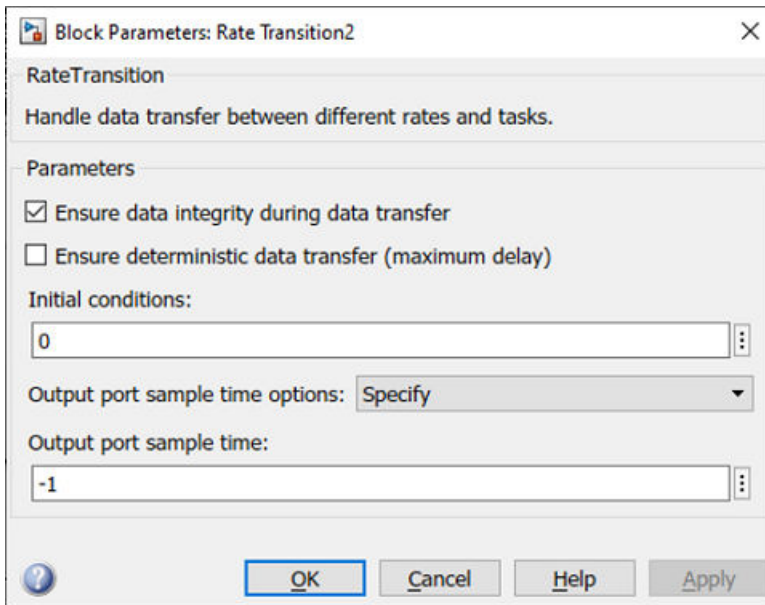 Block Parameters: Rate Transition2
RateTransition
Handle data transfer between different rates and tasks.
Parameters
Ensure data integrity during data transfer
Ensure deterministic data transfer (maximum delay)
Initial conditions:
0
Output port sample time options: Specify
Output port sample time:
-1
? OK Cancel Help Apply